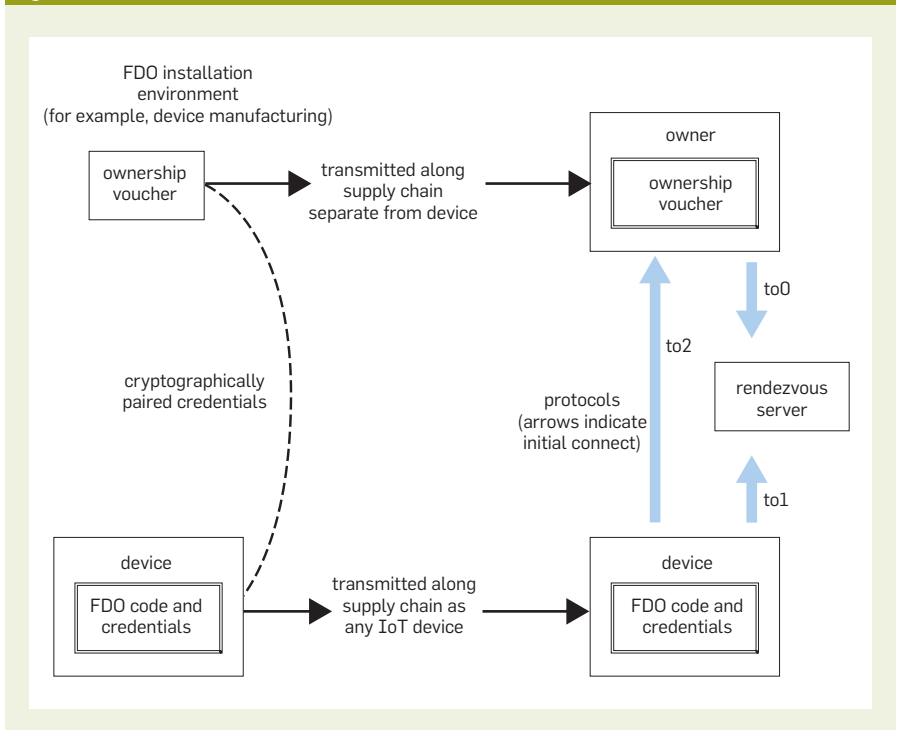 FDO installation
environment
(for example, device manufacturing)
ownership
voucher
transmitted along
supply chain
separate from device
owner
ownership
voucher
to0
to2
rendezvous
server
cryptographically
paired credentials
protocols
(arrows indicate
initial connect)
to1
device
FDO code and
credentials
transmitted along
supply chain as
any IoT device
device
FDO code and
credentials